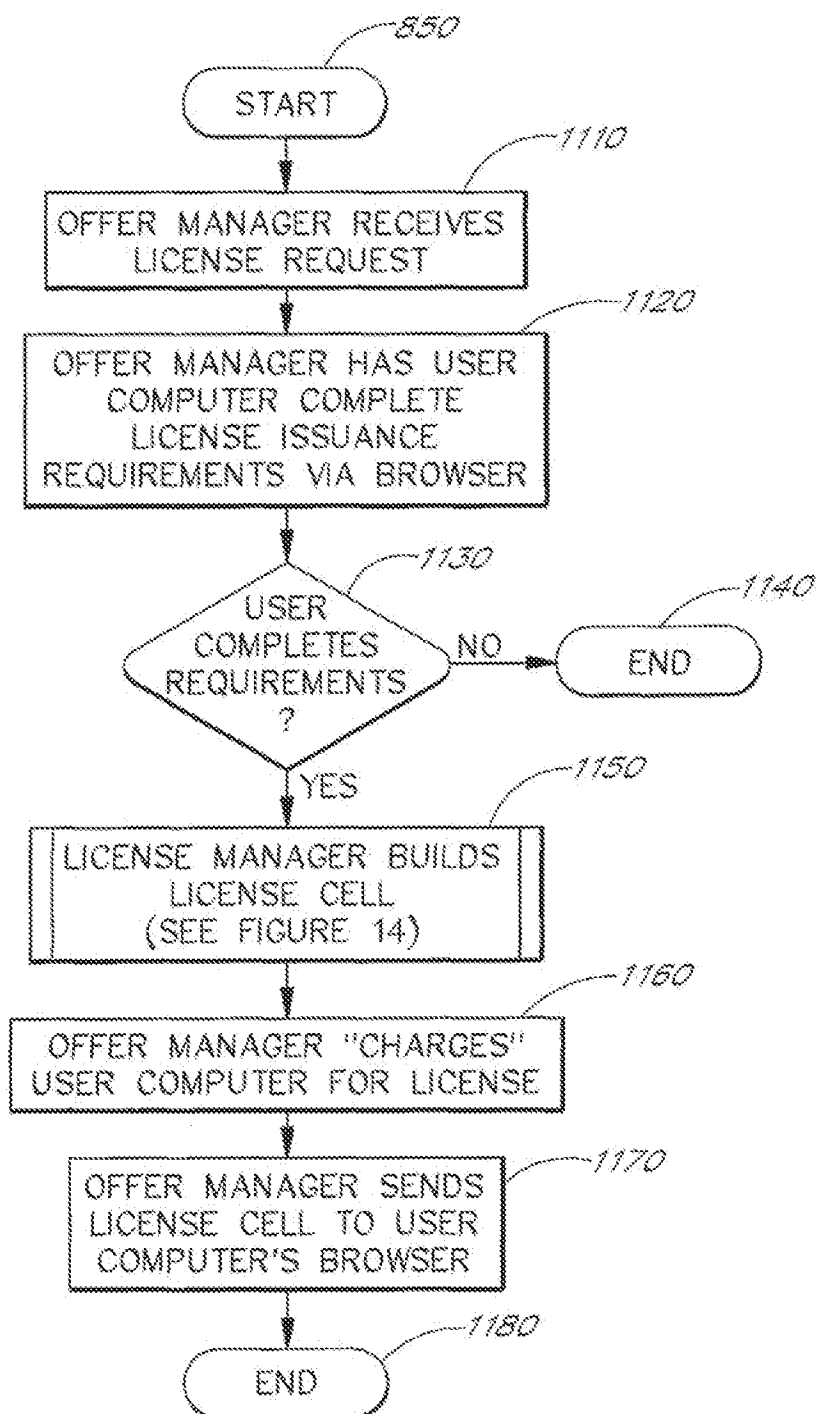 850
START
1110
OFFER MANAGER RECEIVES
LICENSE REQUEST
1120
OFFER MANAGER HAS USER
COMPUTER COMPLETE
LICENSE ISSUANCE
REQUIREMENTS VIA BROWSER
1130
USER
COMPLETES
REQUIREMENTS
?
NO
1140
END
YES
1150
LICENSE MANAGER BUILDS
LICENSE CELL
(SEE FIGURE 14)
1160
OFFER MANAGER "CHARGES"
USER COMPUTER FOR LICENSE
1170
OFFER MANAGER SENDS
LICENSE CELL TO USER
COMPUTER'S BROWSER
1180
END